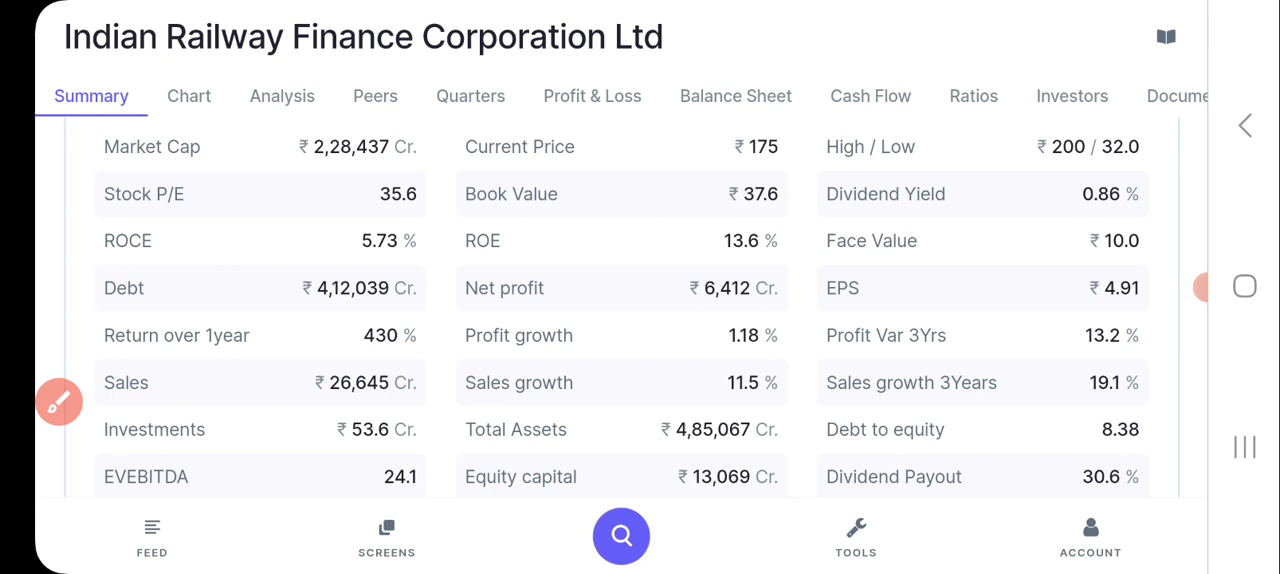 Indian Railway Finance Corporation Ltd
Summary Chart Analysis Peers Quarters Profit & Loss Balance Sheet Cash Flow Ratios Investors Docume
Market Cap ₹ 2,28,437 Cr. Current Price ₹ 175 High / Low ₹ 200 / 32.0
Stock P/E 35.6 Book Value ₹ 37.6 Dividend Yield 0.86 %
ROCE 5.73 % ROE 13.6 % Face Value ₹ 10.0
Debt ₹ 4,12,039 Cr. Net profit ₹ 6,412 Cr. EPS ₹ 4.91
Return over 1year 430 % Profit growth 1.18 % Profit Var 3Yrs 13.2 %
Sales ₹ 26,645 Cr. Sales growth 11.5 % Sales growth 3Years 19.1 %
Investments ₹ 53.6 Cr. Total Assets ₹ 4,85,067 Cr. Debt to equity 8.38
EVEBITDA 24.1 Equity capital ₹ 13,069 Cr. Dividend Payout 30.6 %
FEED SCREENS TOOLS ACCOUNT